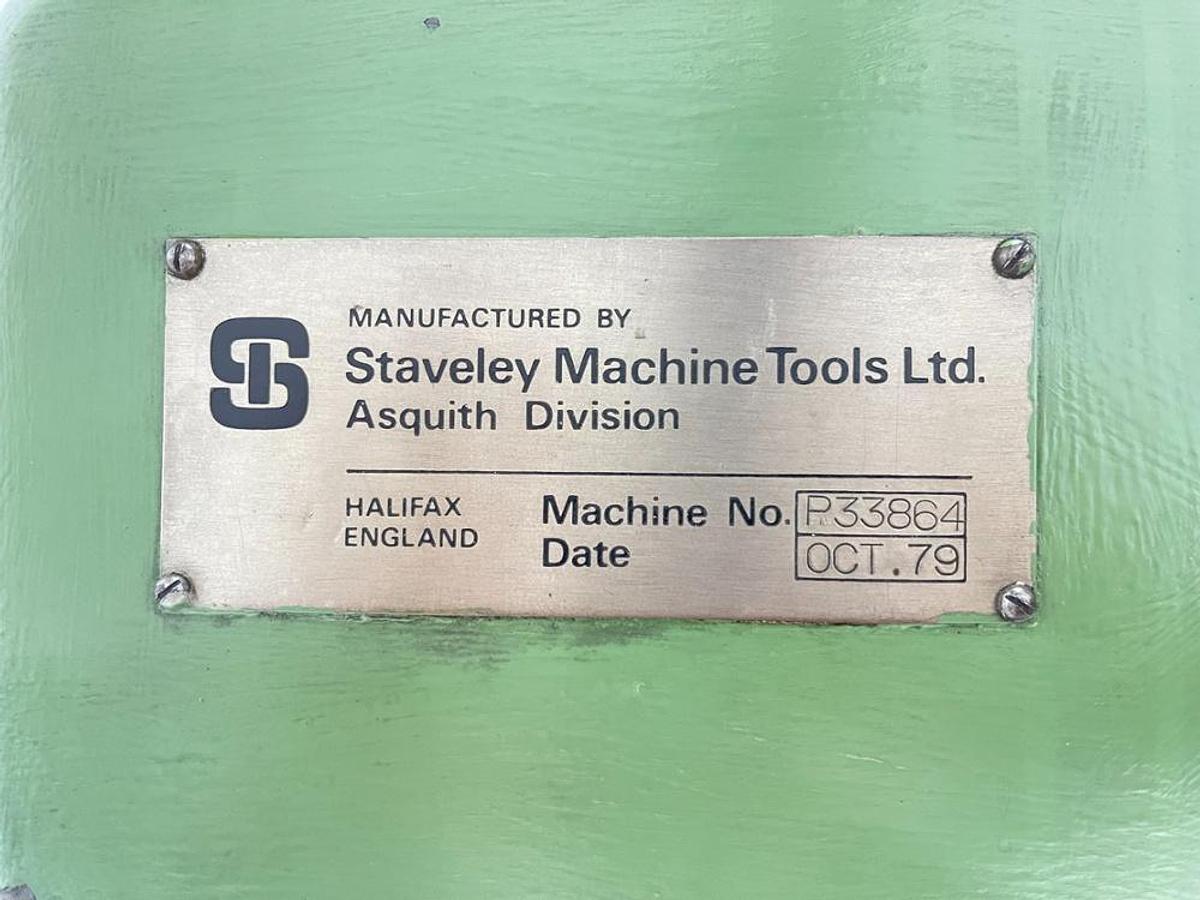 MANUFACTURED BY
Staveley Machine Tools Ltd.
Asquith Division
HALIFAX
ENGLAND
Machine No. P33864
Date OCT.79